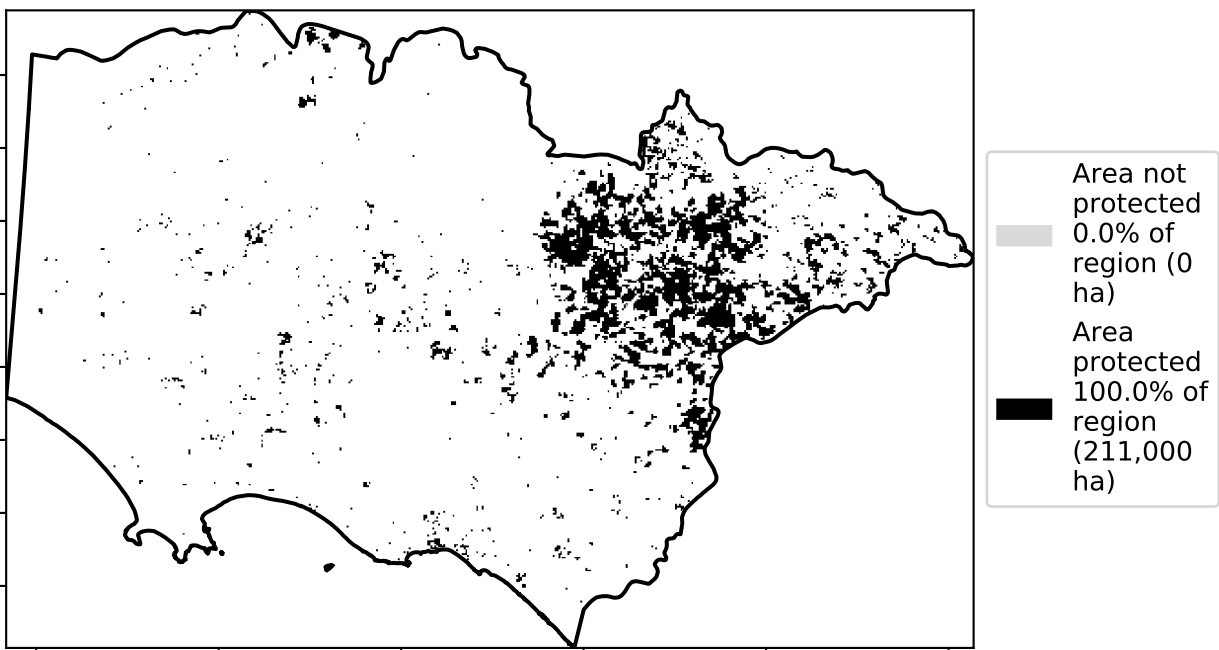 Area not
protected
0.0% of
region (0
ha)
Area
protected
100.0% of
region
(211,000
ha)